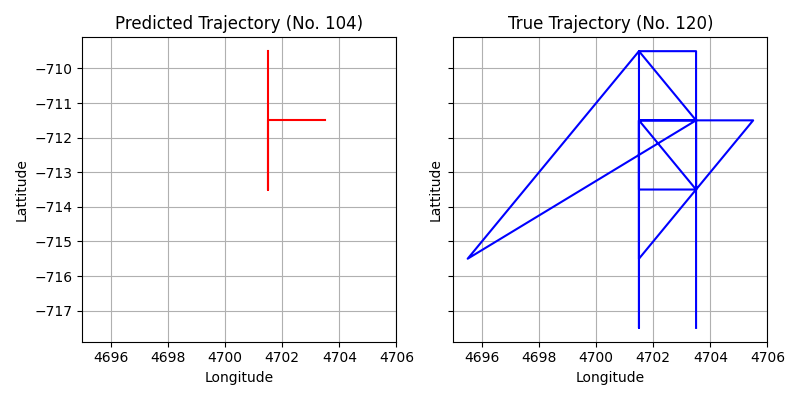 Predicted Trajectory (No. 104)
True Trajectory (No. 120)
Lattitude
−710
−711
−712
−713
−714
−715
−716
−717
4696 4698 4700 4702 4704 4706
Longitude
Lattitude
4696 4698 4700 4702 4704 4706
Longitude